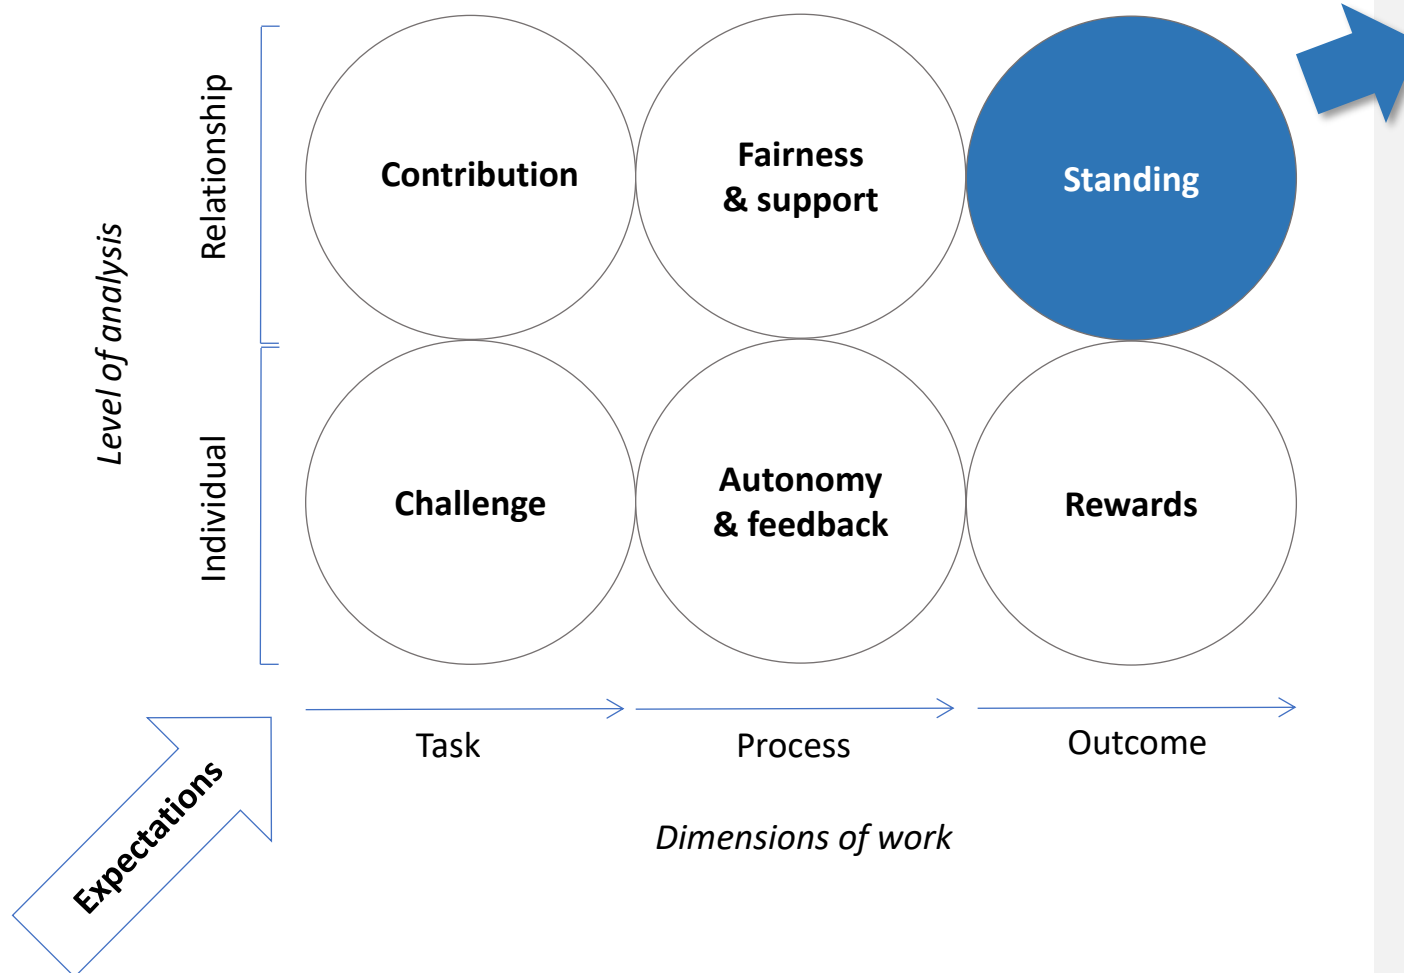 Level of analysis
Relationship
Contribution
Fairness
& support
Standing
Individual
Challenge
Autonomy
& feedback
Rewards
Task
Process
Outcome
Dimensions of work
Expectations